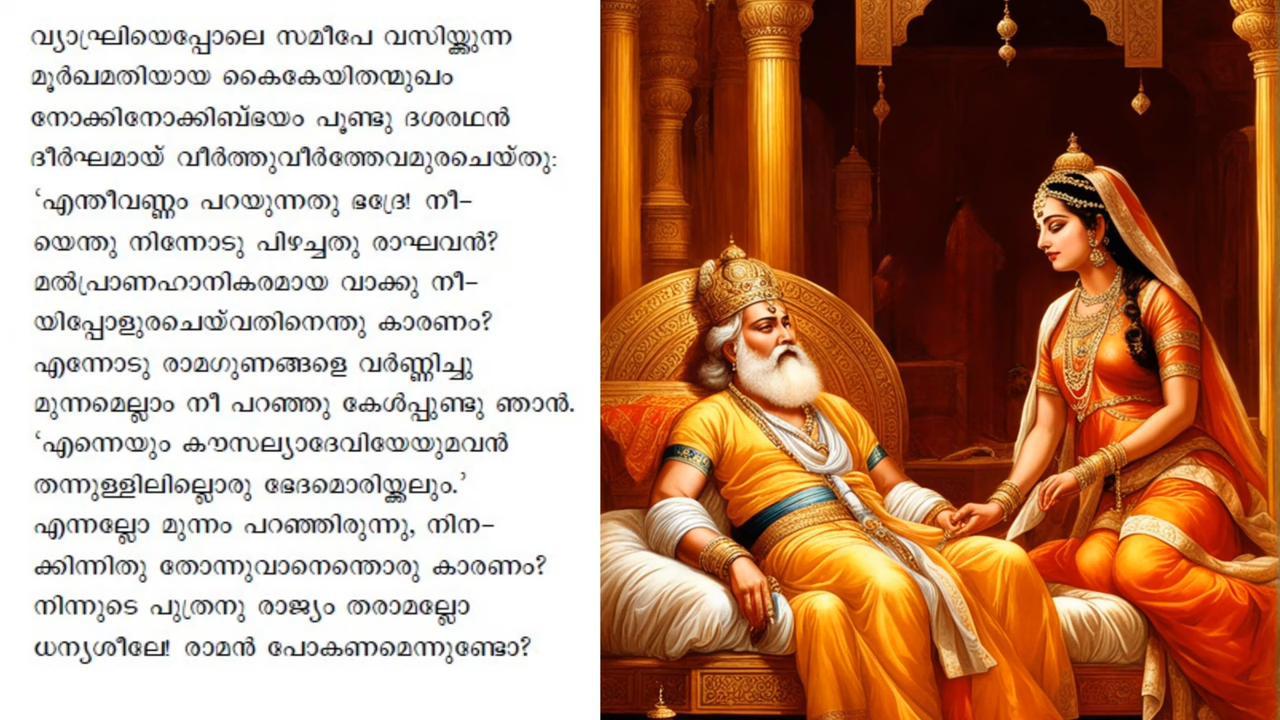 വ്യാഘ്രിയെപ്പോലെ സമീപേ വസിയ്ക്കുന്ന
മൂർഖമതിയായ കൈകേയിതന്മുഖം
നോക്കിനോക്കിബ്ഭയം പൂണ്ടു ദശരഥൻ
ദീർഘമായ് വീർത്തുവീർത്തേവമുരചെയ്തു:
‘എന്തീവണ്ണം പറയുന്നതു ഭദ്രേ! നീ–
യെന്തു നിന്നോടു പിഴച്ചതു രാഘവൻ?
മൽപ്രാണഹാനികരമായ വാക്കു നീ–
യിപ്പോളുരചെയ്‌വതിനെന്തു കാരണം?
എന്നോടു രാമഗുണങ്ങളെ വർണ്ണിച്ചു
മുന്നമെല്ലാം നീ പറഞ്ഞു കേൾപ്പുണ്ടു ഞാൻ.
‘എന്നെയും കൗസല്യാദേവിയേയുമവൻ
തന്നുള്ളിലില്ലൊരു ഭേദമൊരിയ്ക്കലും.’
എന്നല്ലോ മുന്നം പറഞ്ഞിരുന്നു, നിന–
ക്കിന്നിതു തോന്നുവാനെന്തൊരു കാരണം?
നിന്നുടെ പുത്രനു രാജ്യം തരാമല്ലോ
ധന്യശീലേ! രാമൻ പോകണമെന്നുണ്ടോ?